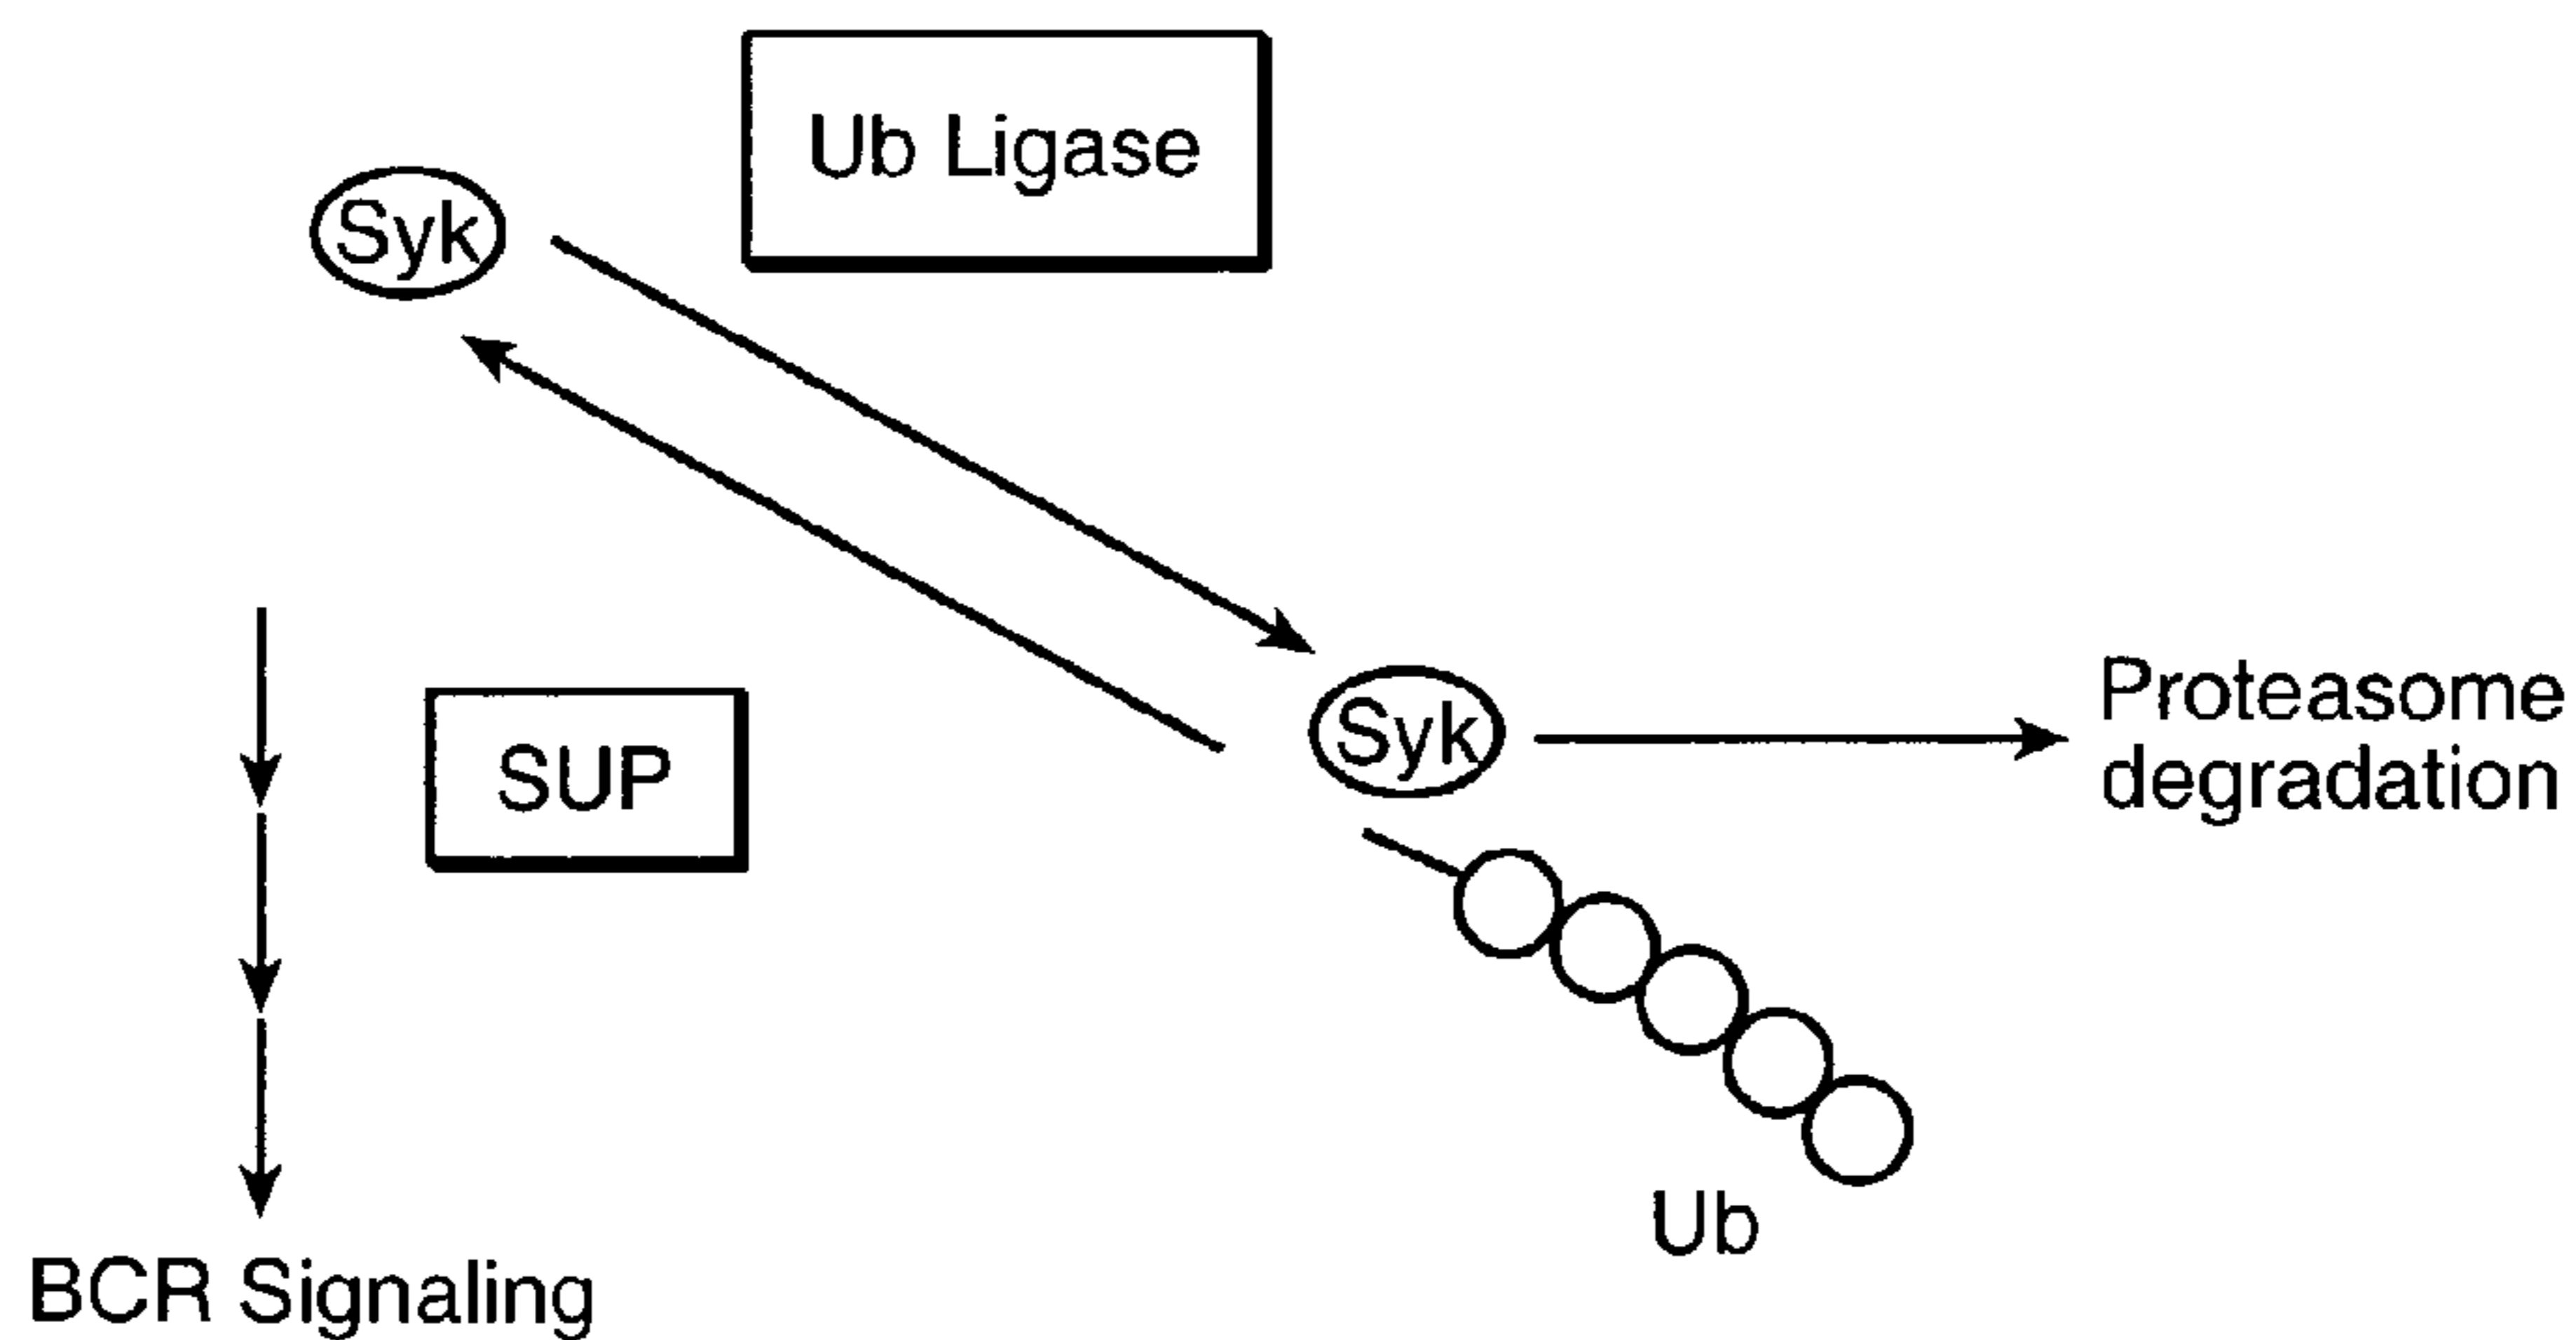 Ub Ligase
Syk
Syk
Proteasome
degradation
SUP
Ub
BCR Signaling